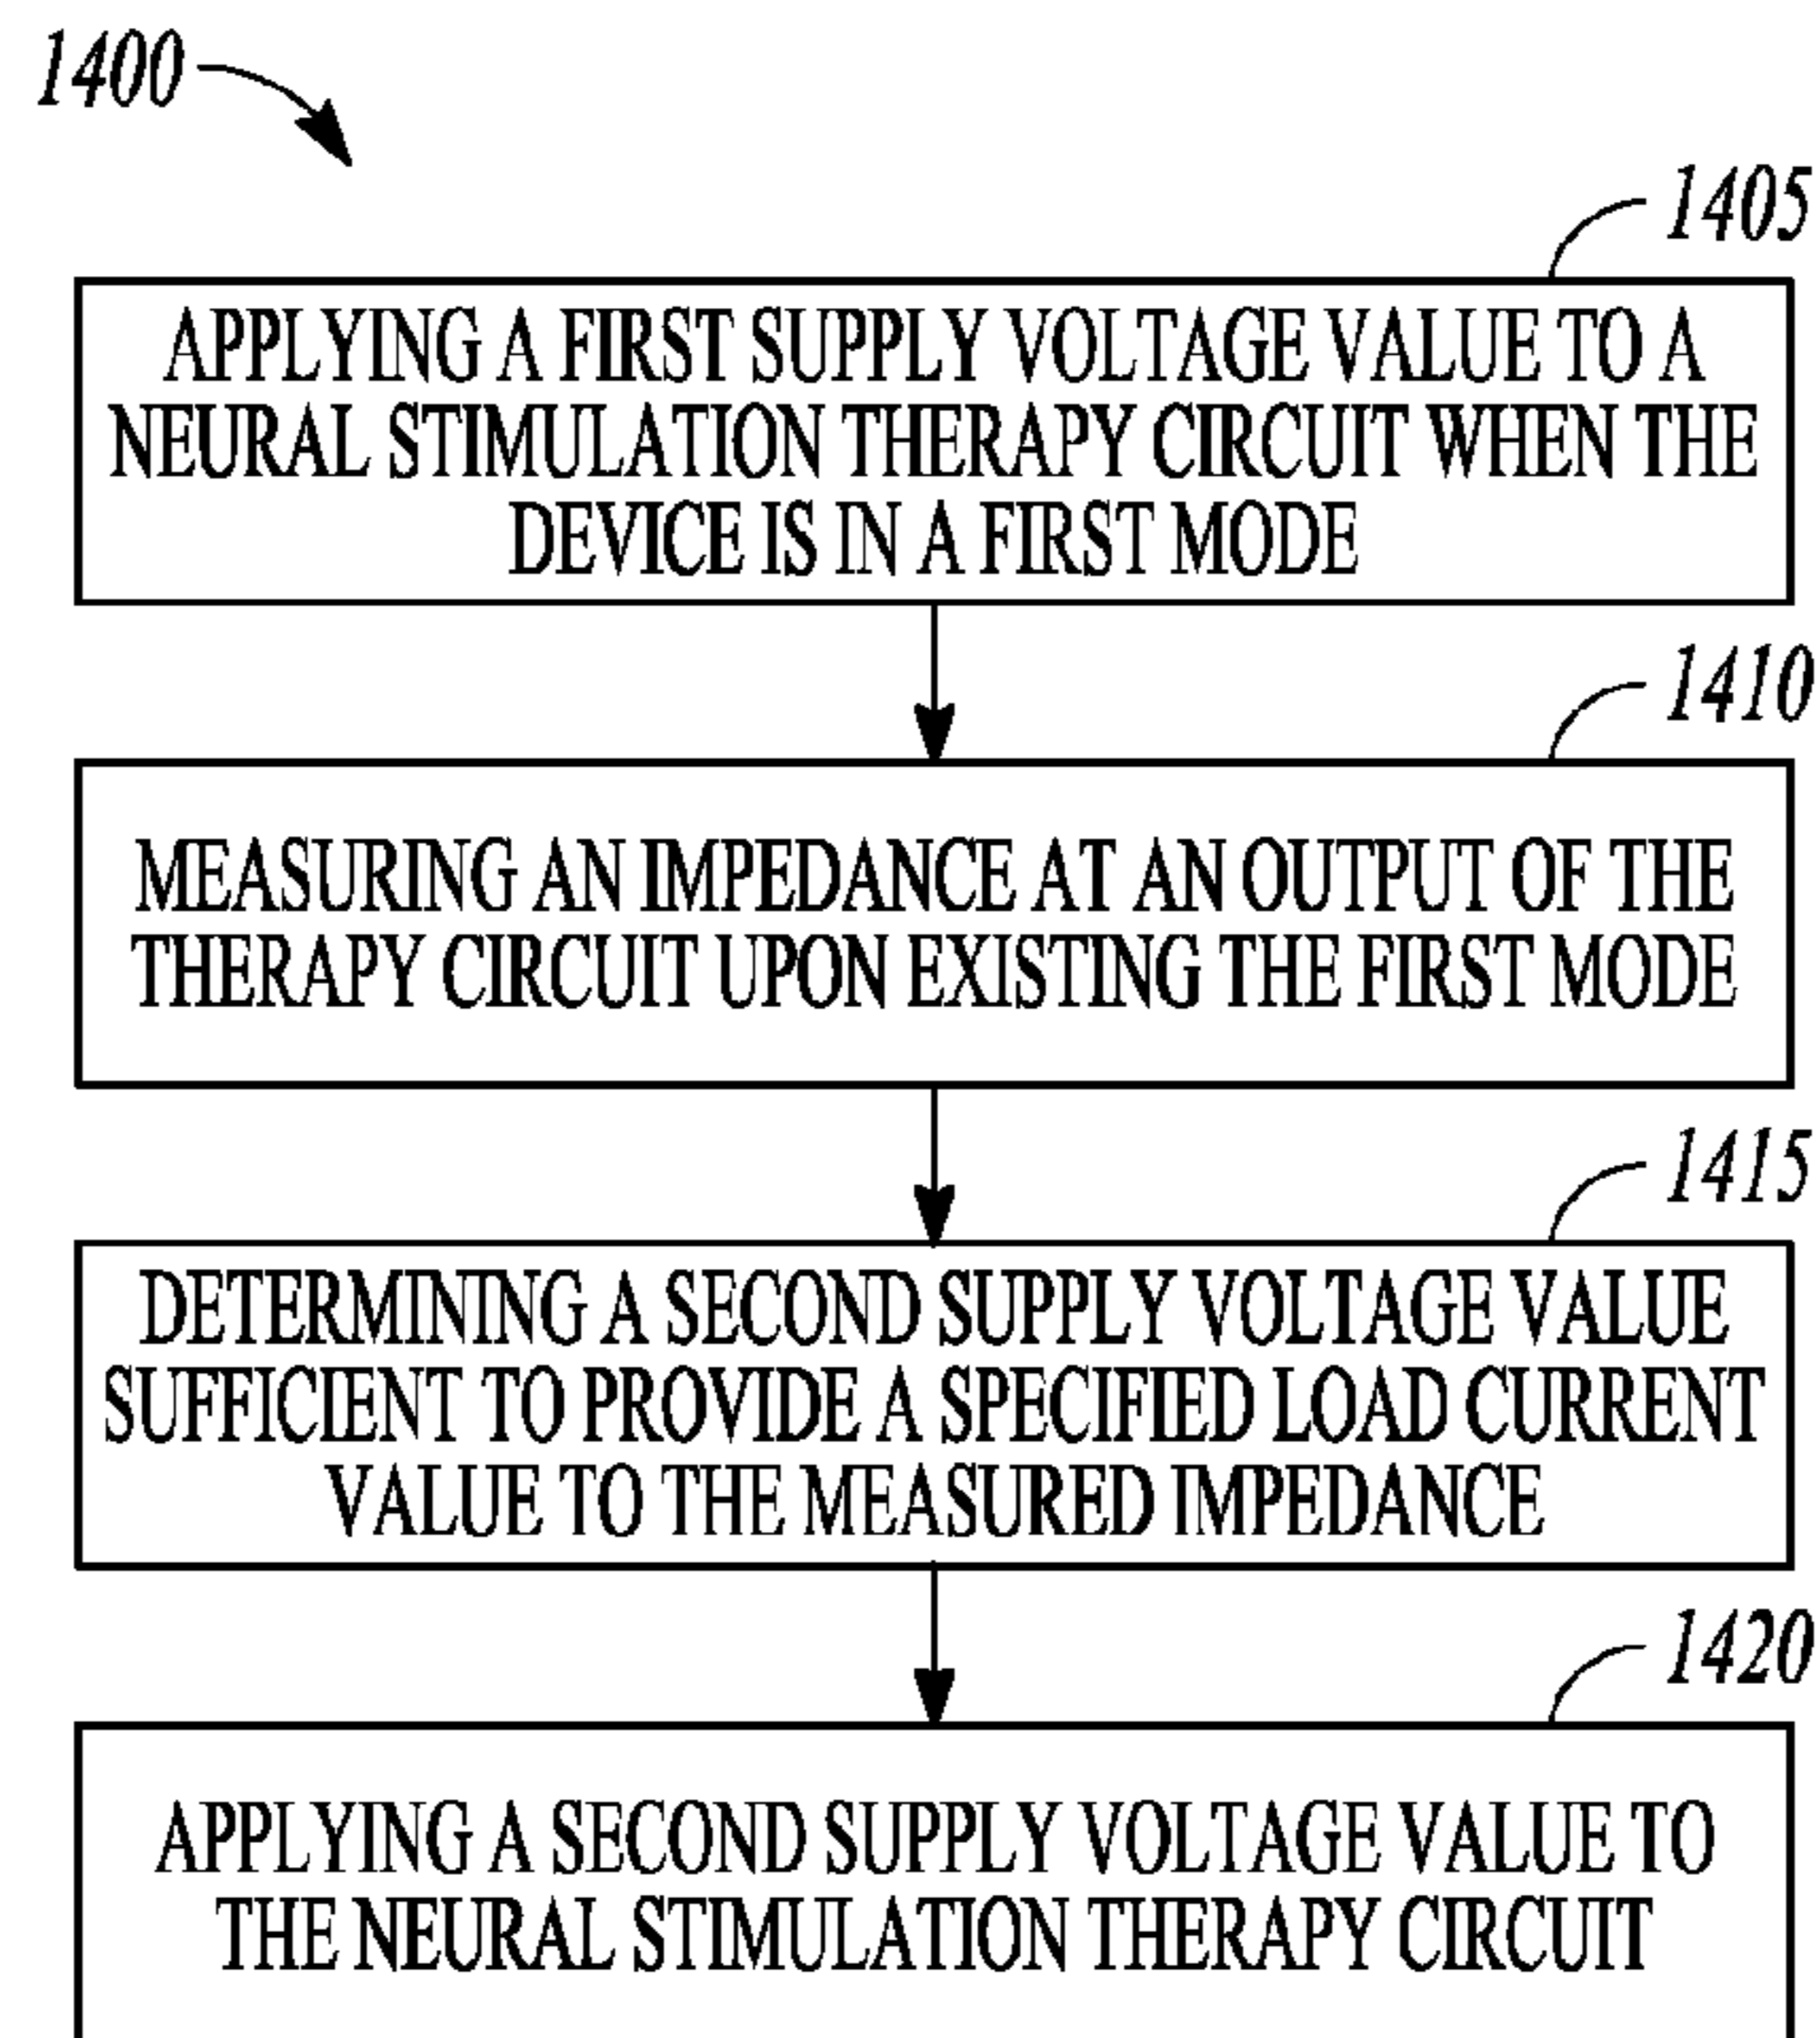 1400
1405
APPLYING A FIRST SUPPLY VOLTAGE VALUE TO A
NEURAL STIMULATION THERAPY CIRCUIT WHEN THE
DEVICE IS IN A FIRST MODE
1410
MEASURING AN IMPEDANCE AT AN OUTPUT OF THE
THERAPY CIRCUIT UPON EXISTING THE FIRST MODE
1415
DETERMINING A SECOND SUPPLY VOLTAGE VALUE
SUFFICIENT TO PROVIDE A SPECIFIED LOAD CURRENT
VALUE TO THE MEASURED IMPEDANCE
1420
APPLYING A SECOND SUPPLY VOLTAGE VALUE TO
THE NEURAL STIMULATION THERAPY CIRCUIT